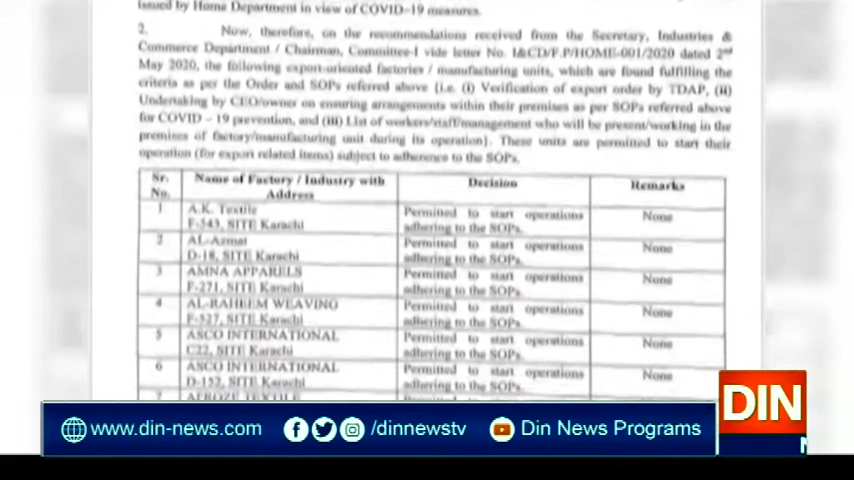 issued by Home Department in view of COVID-19 measures.
2. Now, therefore, on the recommendations received from the Secretary, Industries &
Commerce Department / Chairman, Committee-I vide letter No. I&CD/F.P/HOME-001/2020 dated 2nd
May 2020, the following export-oriented factories / manufacturing units, which are found fulfilling the
criteria as per the Order and SOPs referred above [i.e. (i) Verification of export order by TDAP, (ii)
Undertaking by CEO/owner on ensuring arrangements within their premises as per SOPs referred above
for COVID – 19 prevention, and (iii) List of workers/staff/management who will be present/working in the
premises of factory/manufacturing unit during its operation]. These units are permitted to start their
operation (for export related items) subject to adherence to the SOPs.
Sr. No. Name of Factory / Industry with Address Decision Remarks
1 A.K. Textile F-543, SITE Karachi Permitted to start operations adhering to the SOPs. None
2 AL-Azmat D-18, SITE Karachi Permitted to start operations adhering to the SOPs. None
3 AMNA APPARELS F-271, SITE Karachi Permitted to start operations adhering to the SOPs. None
4 AL-RAHEEM WEAVING F-527, SITE Karachi Permitted to start operations adhering to the SOPs. None
5 ASCO INTERNATIONAL C22, SITE Karachi Permitted to start operations adhering to the SOPs. None
6 ASCO INTERNATIONAL D-152, SITE Karachi Permitted to start operations adhering to the SOPs. None
7 AFROZE TEXTILE
www.din-news.com /dinnewstv Din News Programs
DIN